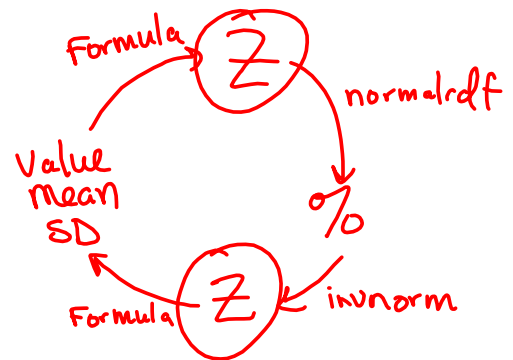 Formula
Z
normalcdf
Value
mean
SD
%
Formula
Z
invnorm